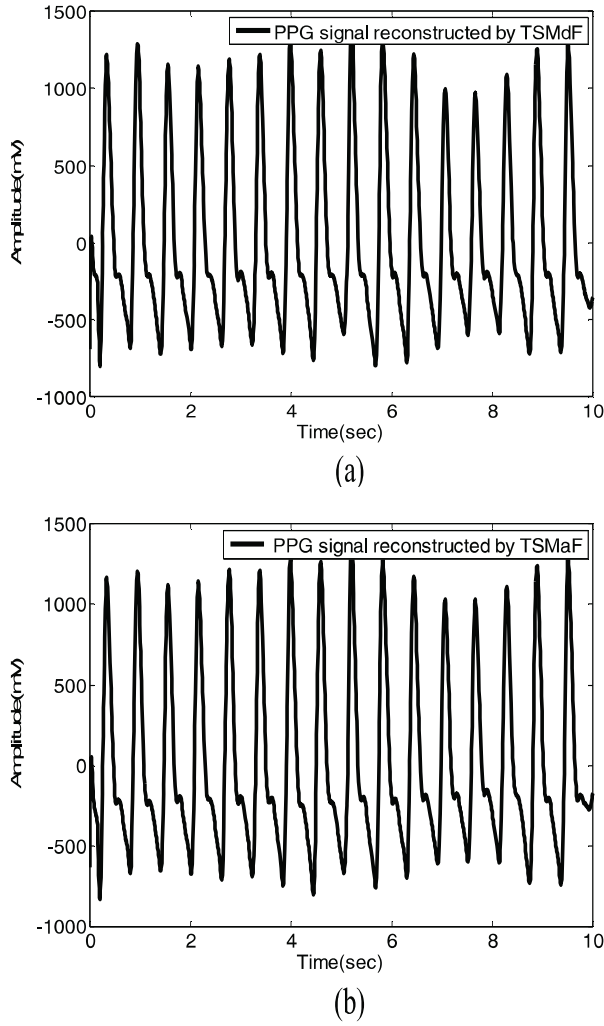 PPG signal reconstructed by TSMdF
1500
1000
500
0
-500
-1000
Amplitude(mV)
0 2 4 6 8 10
Time(sec)
(a)
PPG signal reconstructed by TSMaF
1500
1000
500
0
-500
-1000
Amplitude(mV)
0 2 4 6 8 10
Time(sec)
(b)